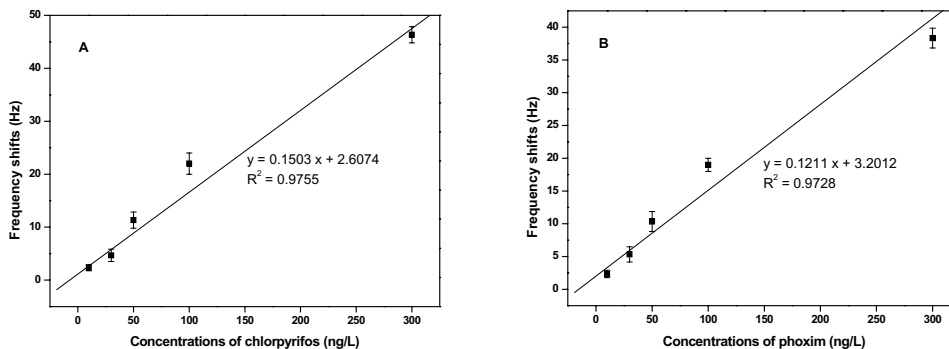 A
Frequency shifts (Hz)
50
40
30
20
10
0
y = 0.1503 x + 2.6074
R² = 0.9755
0 50 100 150 200 250 300
Concentrations of chlorpyrifos (ng/L)
B
Frequency shifts (Hz)
40
35
30
25
20
15
10
5
0
y = 0.1211 x + 3.2012
R² = 0.9728
0 50 100 150 200 250 300
Concentrations of phoxim (ng/L)